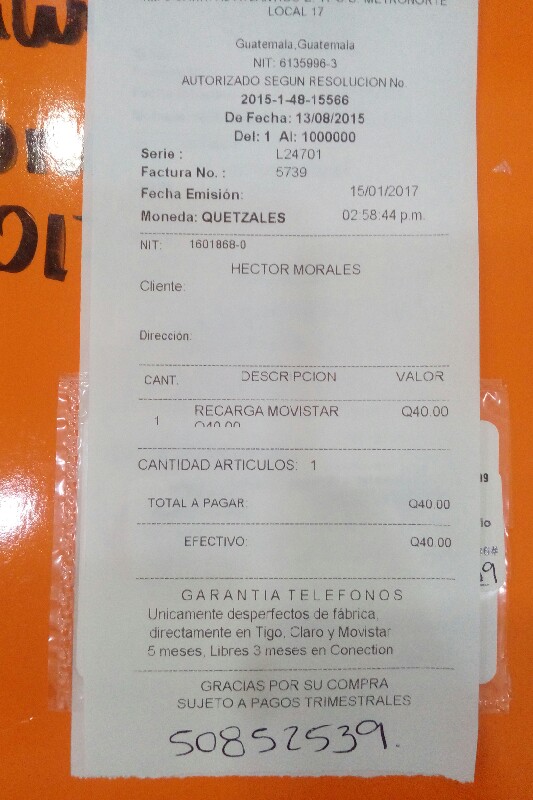 LOCAL 17
Guatemala, Guatemala
NIT: 6135996-3
AUTORIZADO SEGUN RESOLUCION No.
2015-1-48-15566
De Fecha: 13/08/2015
Del: 1 Al: 1000000
Serie : L24701
Factura No. : 5739
Fecha Emisión: 15/01/2017
Moneda: QUETZALES 02:58:44 p.m.
NIT: 1601868-0
HECTOR MORALES
Cliente:
Dirección:
CANT. DESCRIPCION VALOR
1 RECARGA MOVISTAR Q40.00
Q40.00
CANTIDAD ARTICULOS: 1
TOTAL A PAGAR: Q40.00
EFECTIVO: Q40.00
GARANTIA TELEFONOS
Unicamente desperfectos de fábrica,
directamente en Tigo, Claro y Movistar
5 meses, Libres 3 meses en Conection
GRACIAS POR SU COMPRA
SUJETO A PAGOS TRIMESTRALES
50852539.